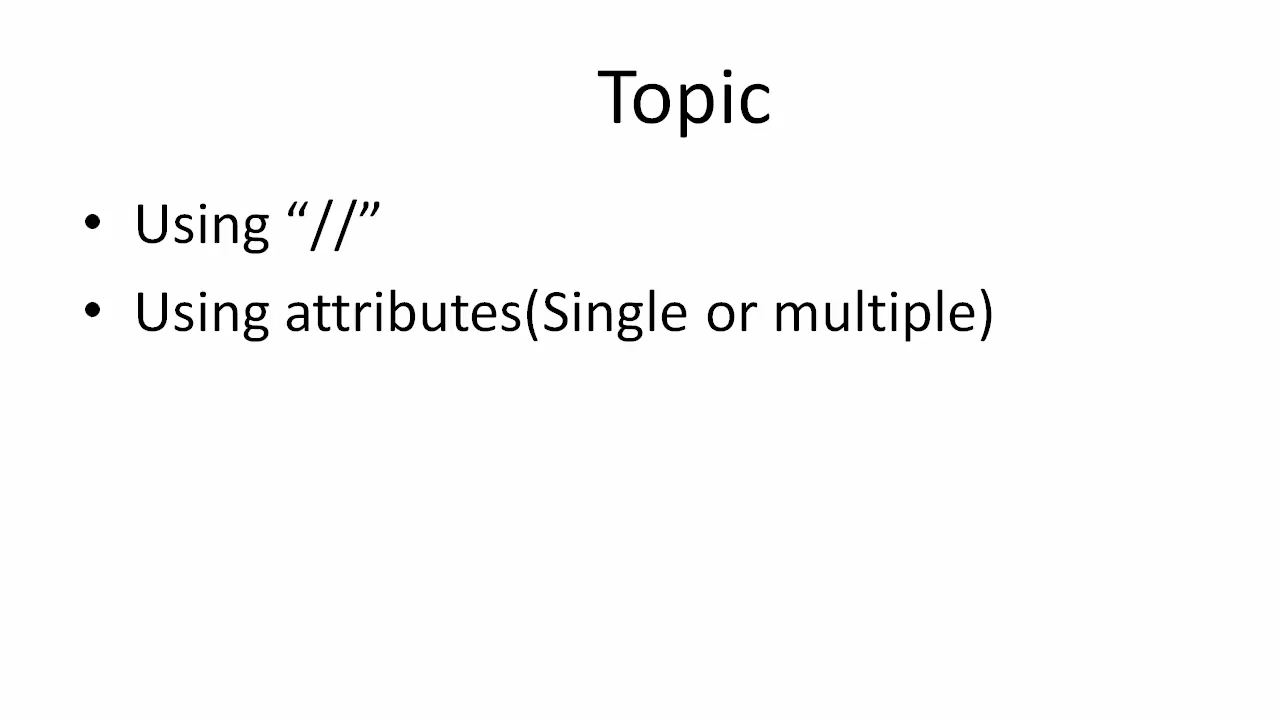 Topic
• Using “//”
• Using attributes(Single or multiple)